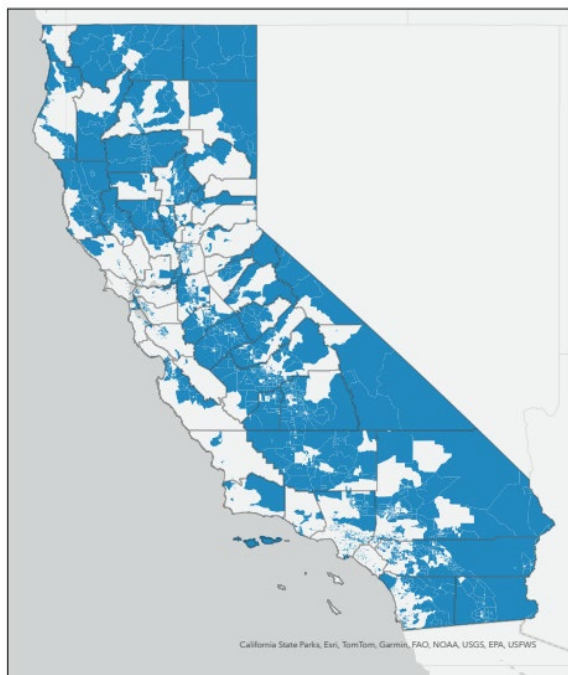 California State Parks, Esri, TomTom, Garmin, FAO, NOAA, USGS, EPA, USFWS